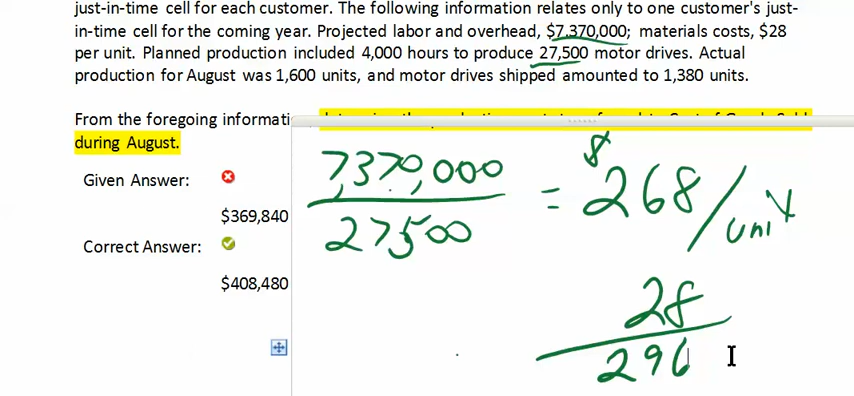 just-in-time cell for each customer. The following information relates only to one customer's just-
in-time cell for the coming year. Projected labor and overhead, $7,370,000; materials costs, $28
per unit. Planned production included 4,000 hours to produce 27,500 motor drives. Actual
production for August was 1,600 units, and motor drives shipped amounted to 1,380 units.
From the foregoing informati
during August.
Given Answer:
$369,840
Correct Answer:
$408,480
7,370,000
27500
= $268/unit
28
296